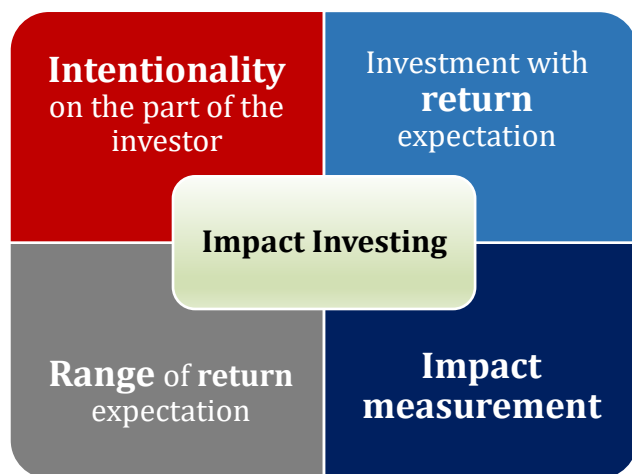 Intentionality
on the part of the
investor
Investment with
return
expectation
Impact Investing
Range of return
expectation
Impact
measurement